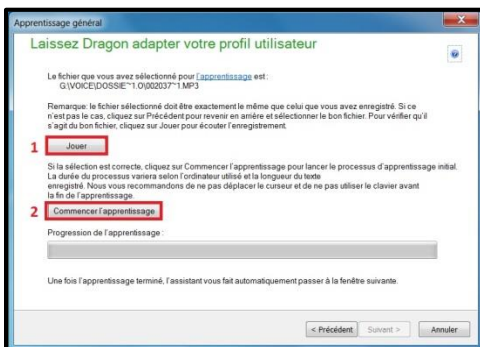 Apprentissage général
Laissez Dragon adapter votre profil utilisateur
Le fichier que vous avez sélectionné pour l'apprentissage est :
G:\VOICE\DOSSIE~1.O\002037~1.MP3
Remarque: le fichier sélectionné doit être exactement le même que celui que vous avez enregistré. Si ce
n'est pas le cas, cliquez sur Précédent pour revenir en arrière et sélectionner le bon fichier. Pour vérifier qu'il
s'agit du bon fichier, cliquez sur Jouer pour écouter l'enregistrement.
1 Jouer
Si la sélection est correcte, cliquez sur Commencer l'apprentissage pour lancer le processus d'apprentissage initial.
La durée du processus variera selon l'ordinateur utilisé et la longueur du texte
enregistré. Nous vous recommandons de ne pas déplacer le curseur et de ne pas utiliser le clavier avant
la fin de l'apprentissage.
2 Commencer l'apprentissage
Progression de l'apprentissage :
Une fois l'apprentissage terminé, l'assistant vous fait automatiquement passer à la fenêtre suivante.
< Précédent Suivant > Annuler